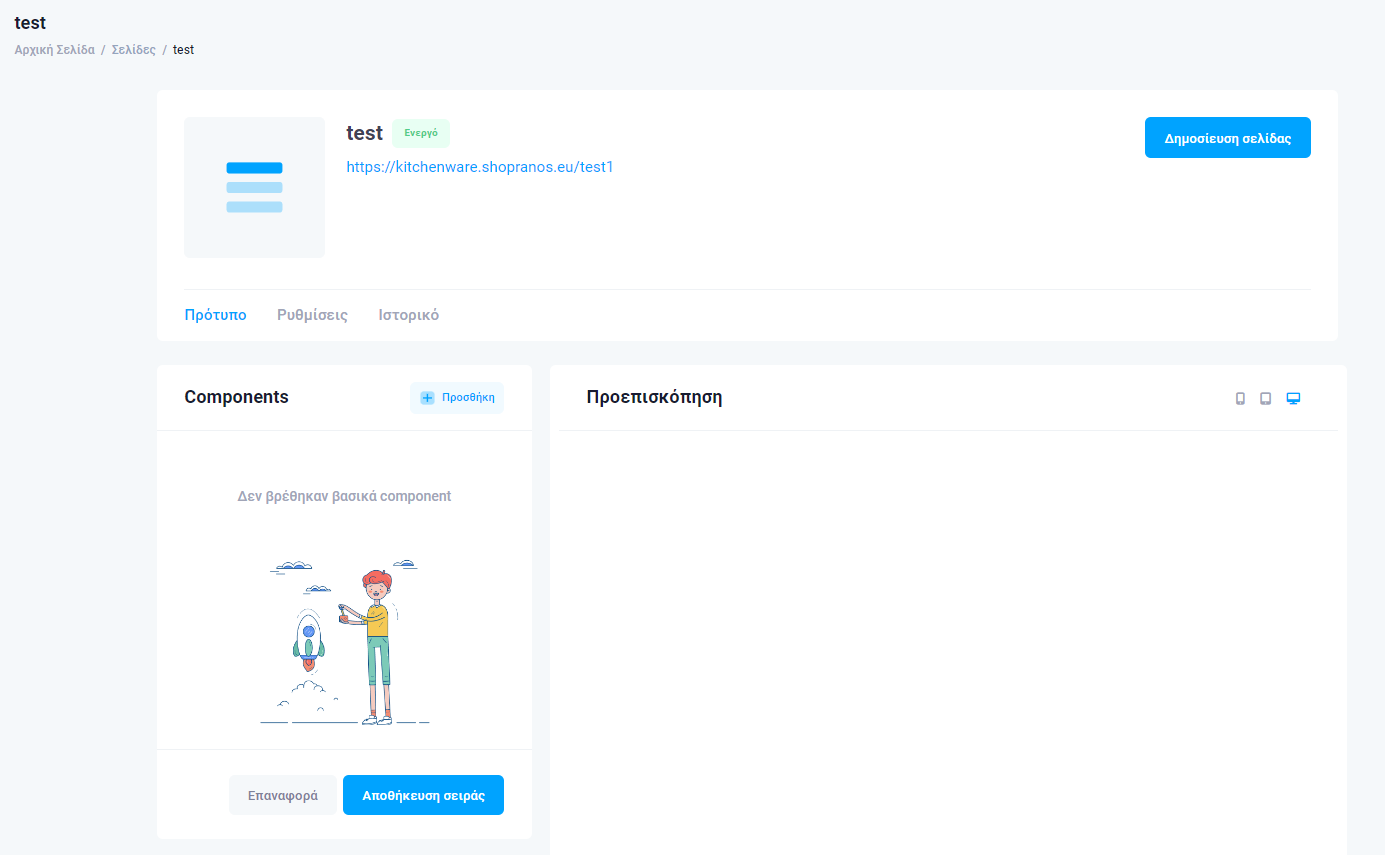 test
Αρχική Σελίδα / Σελίδες / test
test Ενεργό
Δημοσίευση σελίδας
https://kitchenware.shopranos.eu/test1
Πρότυπο Ρυθμίσεις Ιστορικό
Components
Προσθήκη
Προεπισκόπηση
Δεν βρέθηκαν βασικά component
Επαναφορά
Αποθήκευση σειράς